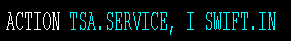 ACTION TSA.SERVICE, I SWIFT.IN